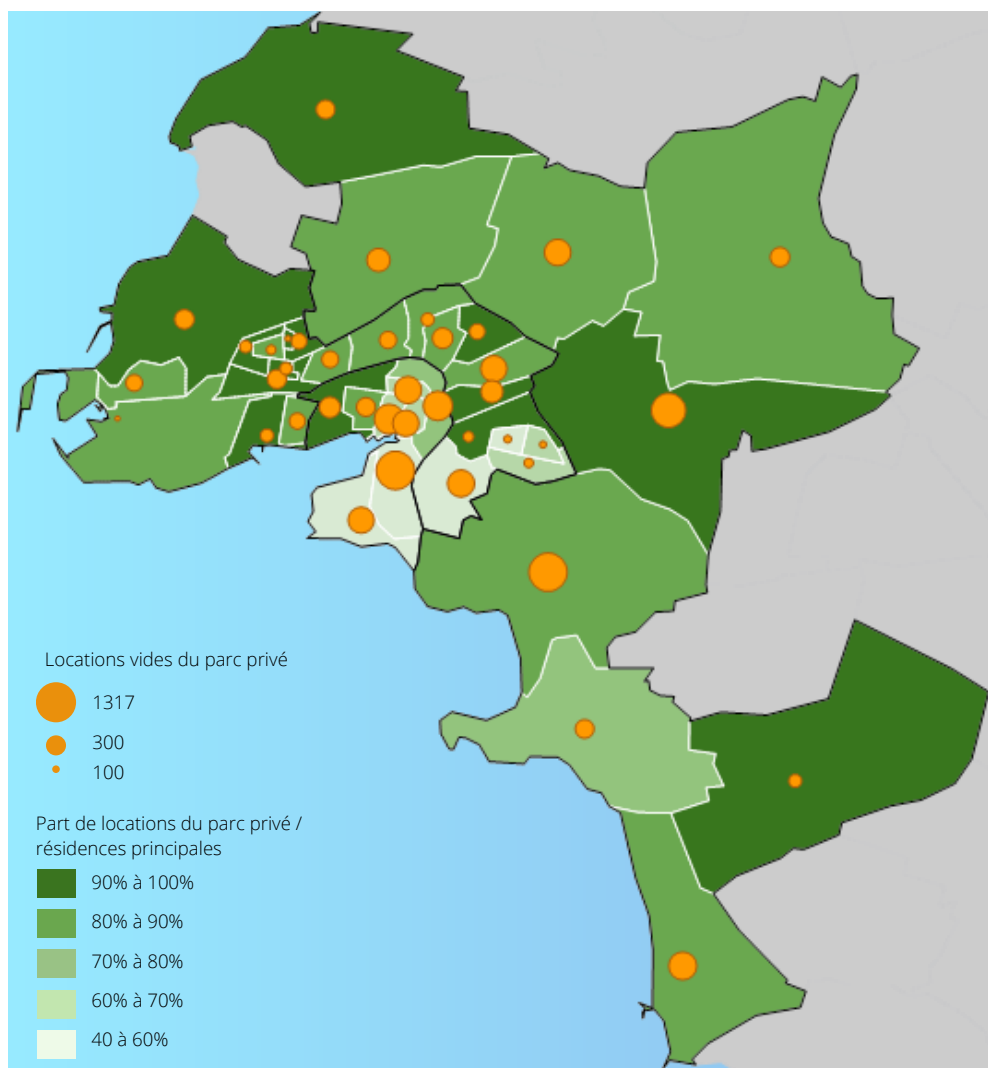 Locations vides du parc privé
1317
300
100
Part de locations du parc privé /
résidences principales
90% à 100%
80% à 90%
70% à 80%
60% à 70%
40 à 60%